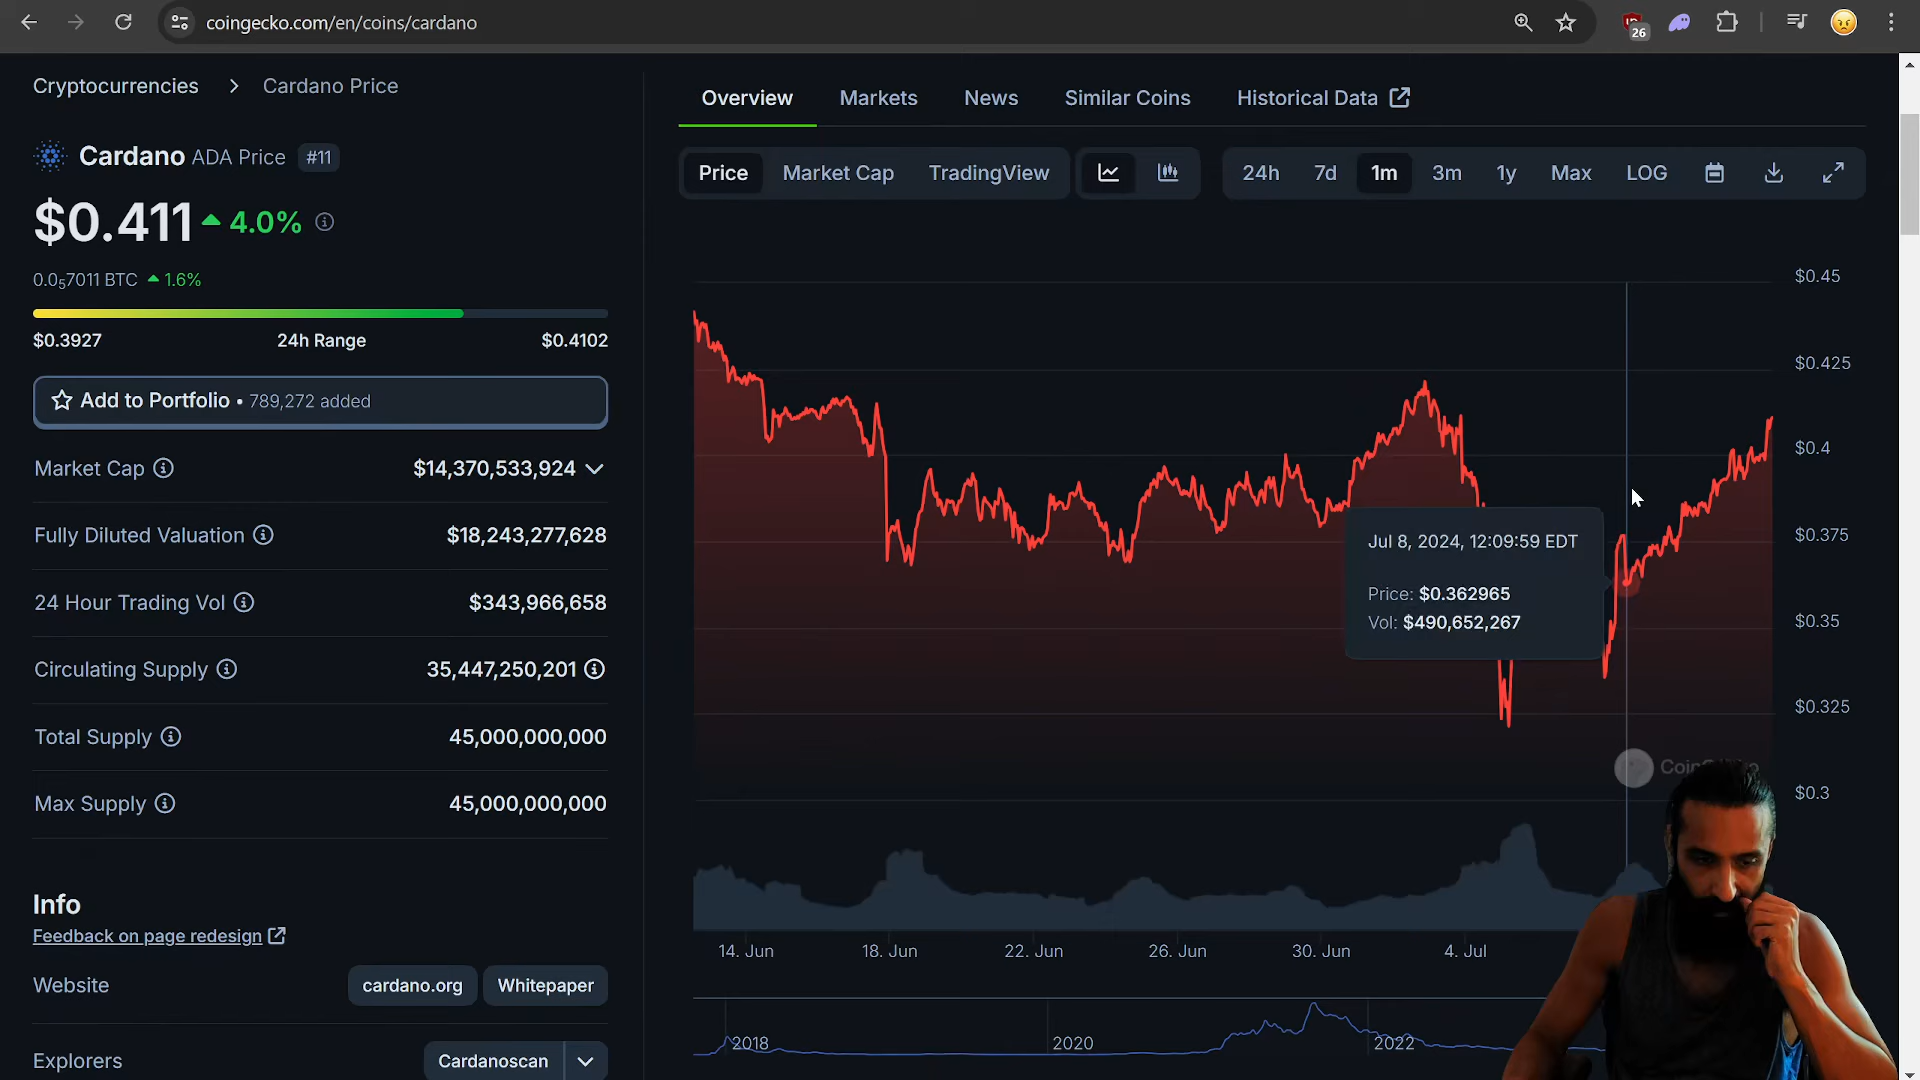 coingecko.com/en/coins/cardano
26
Cryptocurrencies > Cardano Price
Cardano ADA Price #11
$0.411 4.0%
0.0₅7011 BTC 1.6%
$0.3927 24h Range $0.4102
Add to Portfolio • 789,272 added
Market Cap $14,370,533,924
Fully Diluted Valuation $18,243,277,628
24 Hour Trading Vol $343,966,658
Circulating Supply 35,447,250,201
Total Supply 45,000,000,000
Max Supply 45,000,000,000
Info
Feedback on page redesign
Website cardano.org Whitepaper
Explorers Cardanoscan
Overview Markets News Similar Coins Historical Data
Price Market Cap TradingView 24h 7d 1m 3m 1y Max LOG
$0.45
$0.425
$0.4
$0.375
$0.35
$0.325
$0.3
Jul 8, 2024, 12:09:59 EDT
Price: $0.362965
Vol: $490,652,267
14. Jun 18. Jun 22. Jun 26. Jun 30. Jun 4. Jul
2018 2020 2022